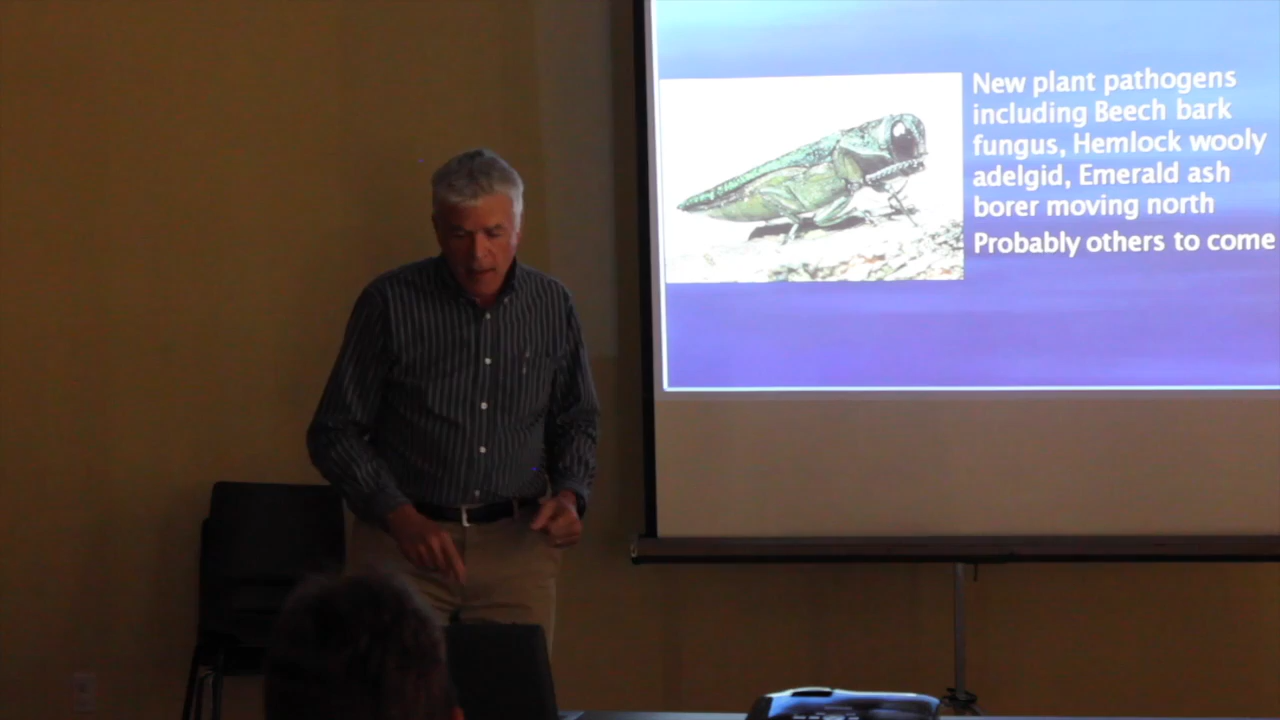 New plant pathogens
including Beech bark
fungus, Hemlock wooly
adelgid, Emerald ash
borer moving north
Probably others to come